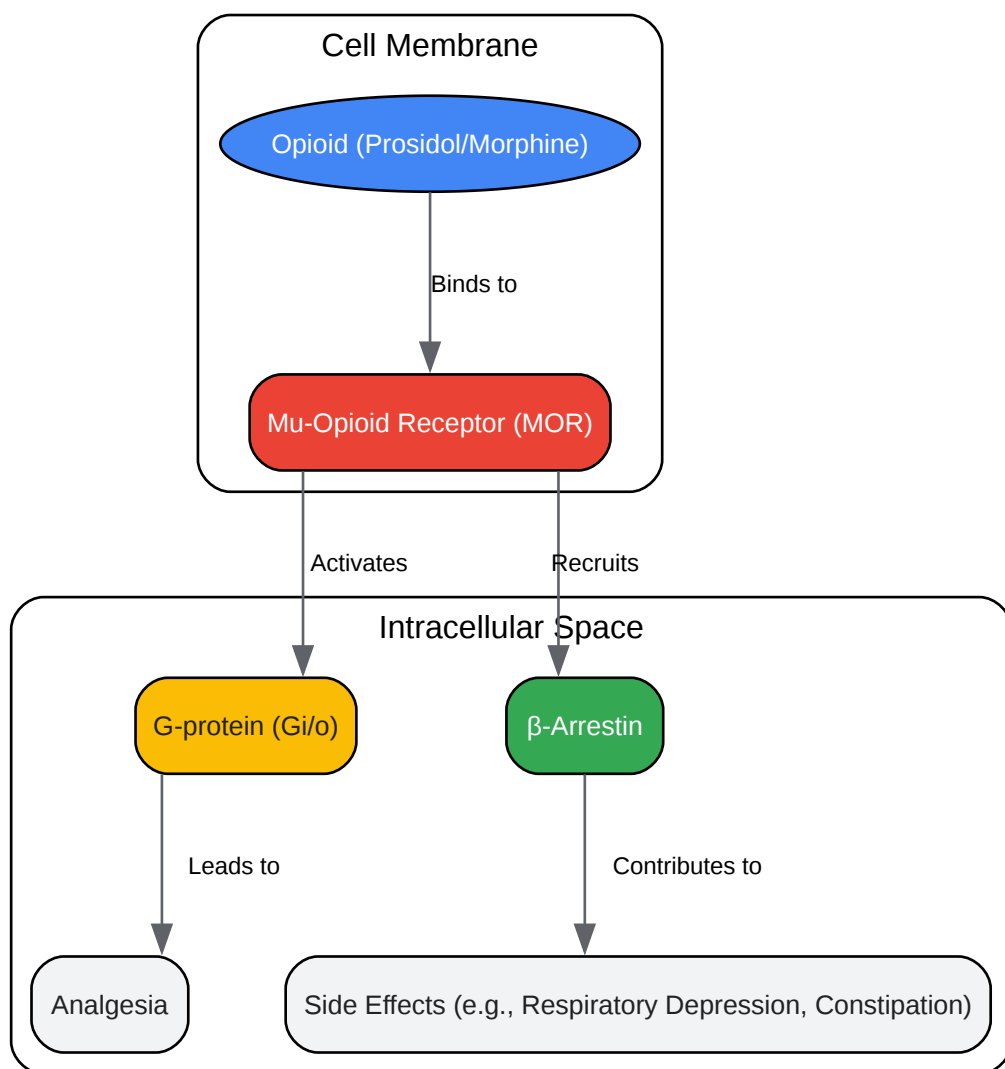 Cell Membrane
Opioid (Prosidol/Morphine)
Binds to
Mu-Opioid Receptor (MOR)
Activates
Recruits
Intracellular Space
G-protein (Gi/o)
β-Arrestin
Leads to
Contributes to
Analgesia
Side Effects (e.g., Respiratory Depression, Constipation)